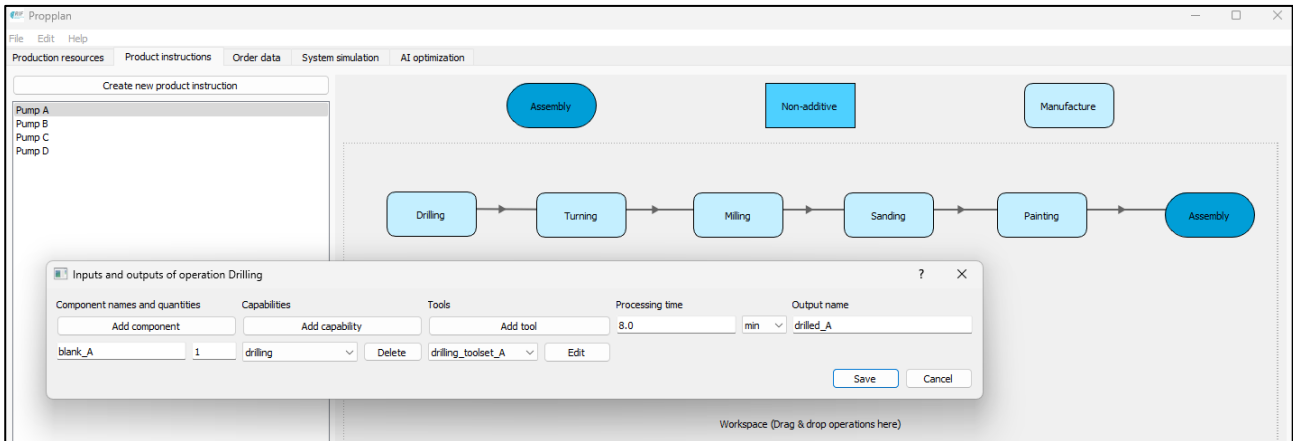 Propplan
File Edit Help
Production resources Product instructions Order data System simulation AI optimization
Create new product instruction
Pump A
Pump B
Pump C
Pump D
Assembly Non-additive Manufacture
Drilling Turning Milling Sanding Painting Assembly
Inputs and outputs of operation Drilling ?
Component names and quantities Capabilities Tools Processing time Output name
Add component Add capability Add tool 8.0 min drilled_A
blank_A 1 drilling Delete drilling_toolset_A Edit
Save Cancel
Workspace (Drag & drop operations here)